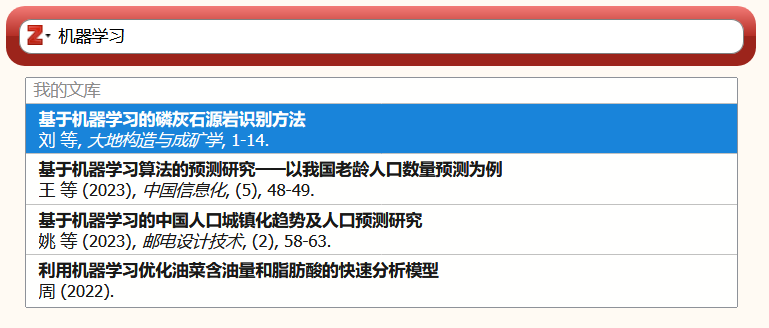 Z 机器学习
我的文库
基于机器学习的磷灰石源岩识别方法
刘 等, 大地构造与成矿学, 1-14.
基于机器学习算法的预测研究——以我国老龄人口数量预测为例
王 等 (2023), 中国信息化, (5), 48-49.
基于机器学习的中国人口城镇化趋势及人口预测研究
姚 等 (2023), 邮电设计技术, (2), 58-63.
利用机器学习优化油菜含油量和脂肪酸的快速分析模型
周 (2022).